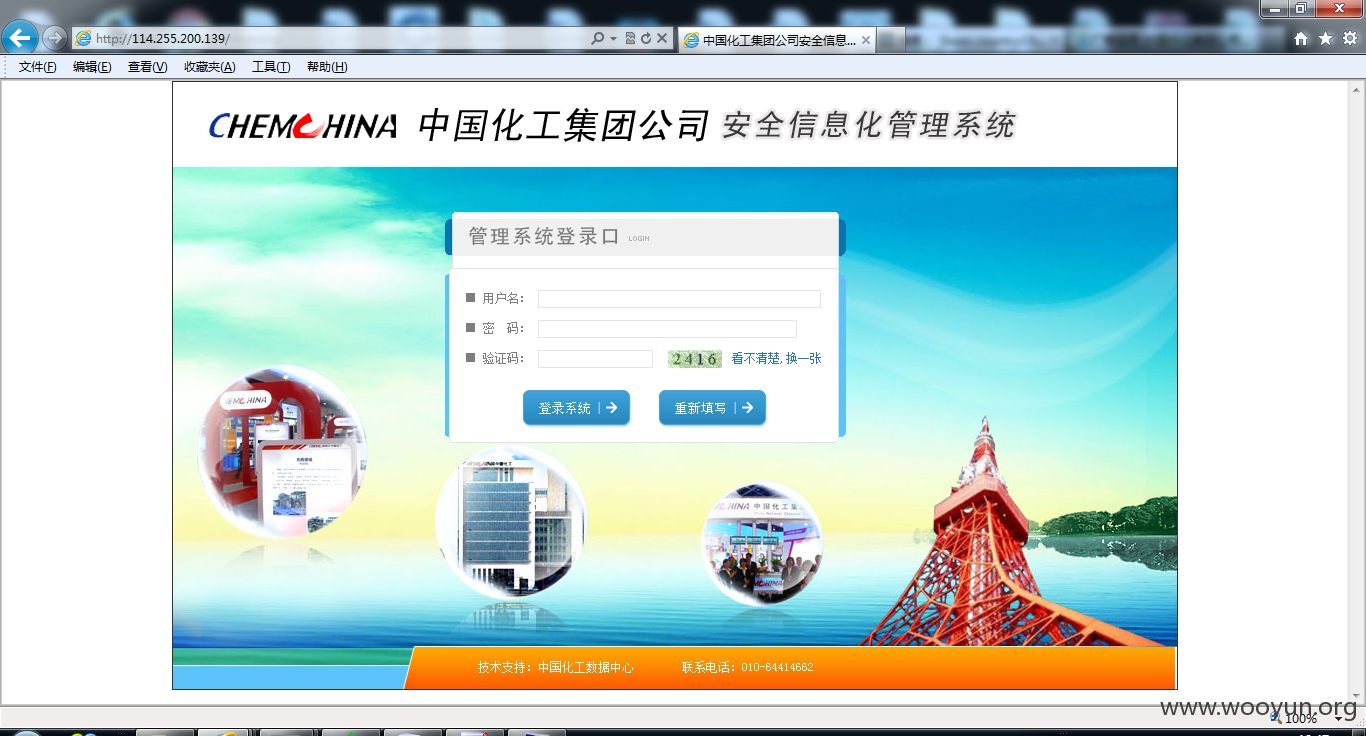 http://114.255.200.139/
中国化工集团公司安全信息...
文件(F) 编辑(E) 查看(V) 收藏夹(A) 工具(T) 帮助(H)
CHEMCHINA 中国化工集团公司 安全信息化管理系统
管理系统登录口 LOGIN
用户名:
密 码:
验证码: 2416 看不清楚,换一张
登录系统 重新填写
技术支持: 中国化工数据中心 联系电话: 010-64414662
www.wooyun.org
100%